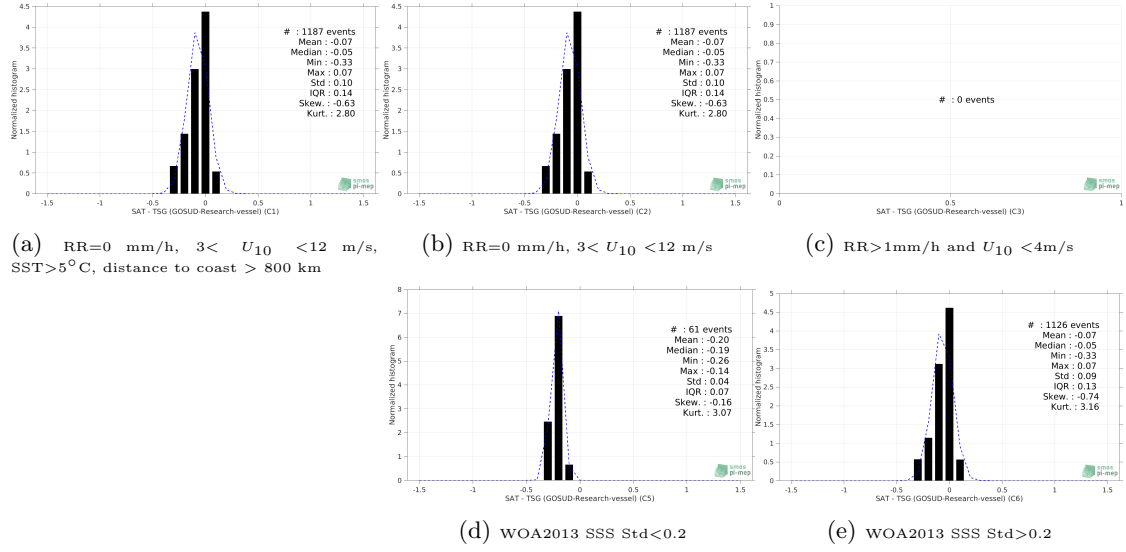 4.5
4
3.5
3
2.5
2
1.5
1
0.5
0
-1.5 -1 -0.5 0 0.5 1 1.5
Normalized histogram
SAT - TSG (GOSUD-Research-vessel) (C1)
# : 1187 events
Mean : -0.07
Median : -0.05
Min : -0.33
Max : 0.07
Std : 0.10
IQR : 0.14
Skew. : -0.63
Kurt. : 2.80
smos
pi-mep
(a) RR=0 mm/h, 3< U10 <12 m/s,
SST>5°C, distance to coast > 800 km
4.5
4
3.5
3
2.5
2
1.5
1
0.5
0
-1.5 -1 -0.5 0 0.5 1 1.5
Normalized histogram
SAT - TSG (GOSUD-Research-vessel) (C2)
# : 1187 events
Mean : -0.07
Median : -0.05
Min : -0.33
Max : 0.07
Std : 0.10
IQR : 0.14
Skew. : -0.63
Kurt. : 2.80
smos
pi-mep
(b) RR=0 mm/h, 3< U10 <12 m/s
1
0.9
0.8
0.7
0.6
0.5
0.4
0.3
0.2
0.1
0
0 0.5 1
Normalized histogram
SAT - TSG (GOSUD-Research-vessel) (C3)
# : 0 events
smos
pi-mep
(c) RR>1mm/h and U10 <4m/s
8
7
6
5
4
3
2
1
0
-1.5 -1 -0.5 0 0.5 1 1.5
Normalized histogram
SAT - TSG (GOSUD-Research-vessel) (C5)
# : 61 events
Mean : -0.20
Median : -0.19
Min : -0.26
Max : -0.14
Std : 0.04
IQR : 0.07
Skew. : -0.16
Kurt. : 3.07
smos
pi-mep
(d) WOA2013 SSS Std<0.2
5
4.5
4
3.5
3
2.5
2
1.5
1
0.5
0
-1.5 -1 -0.5 0 0.5 1 1.5
Normalized histogram
SAT - TSG (GOSUD-Research-vessel) (C6)
# : 1126 events
Mean : -0.07
Median : -0.05
Min : -0.33
Max : 0.07
Std : 0.09
IQR : 0.13
Skew. : -0.74
Kurt. : 3.16
smos
pi-mep
(e) WOA2013 SSS Std>0.2